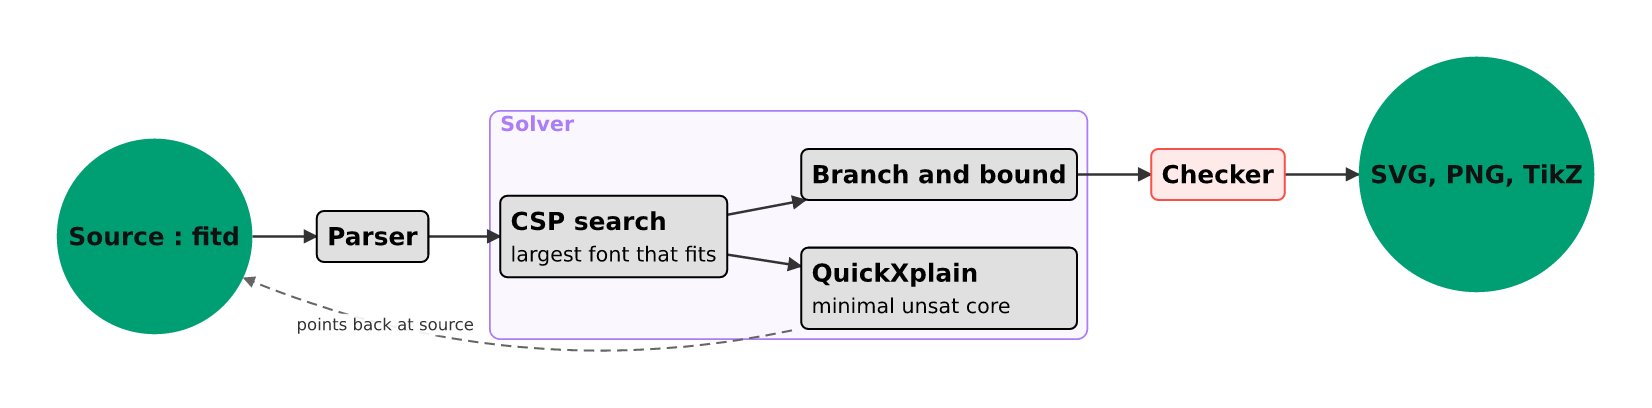 Solver
Source : fitd
Parser
CSP search
largest font that fits
Branch and bound
QuickXplain
minimal unsat core
Checker
SVG, PNG, TikZ
points back at source